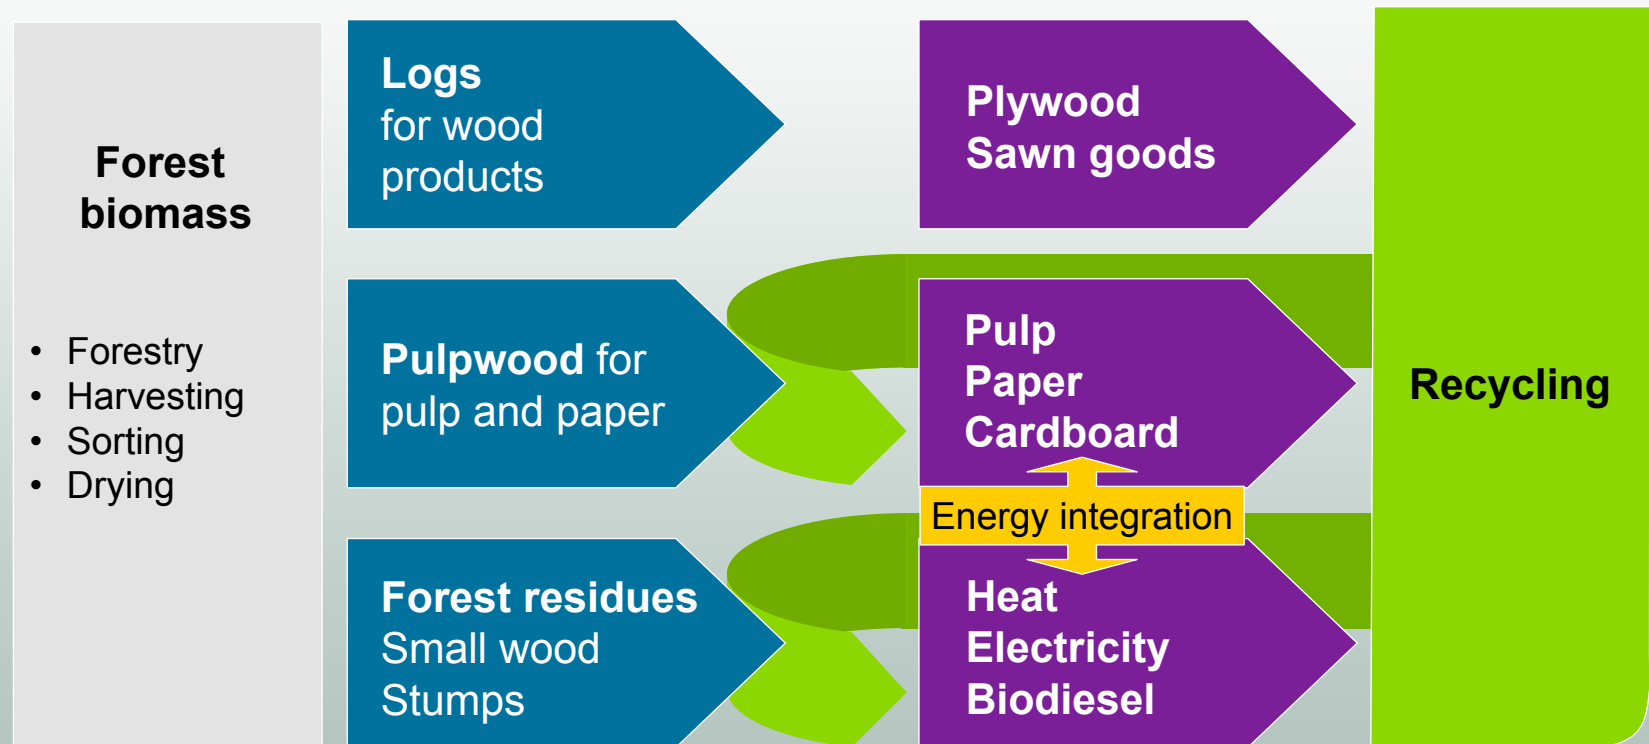 Forest
biomass
• Forestry
• Harvesting
• Sorting
• Drying
Logs
for wood
products
Plywood
Sawn goods
Pulpwood for
pulp and paper
Pulp
Paper
Cardboard
Energy integration
Forest residues
Small wood
Stumps
Heat
Electricity
Biodiesel
Recycling